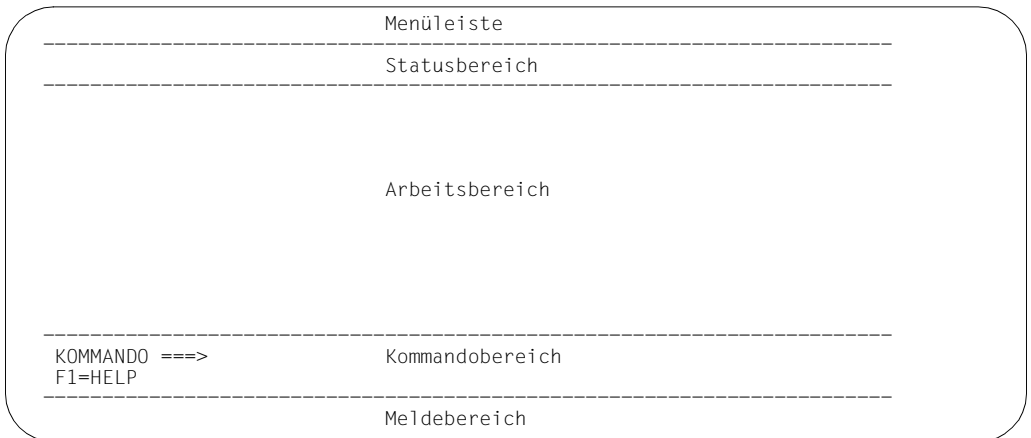 Menüleiste
Statusbereich
Arbeitsbereich
KOMMANDO ===> Kommandobereich
F1=HELP
Meldebereich